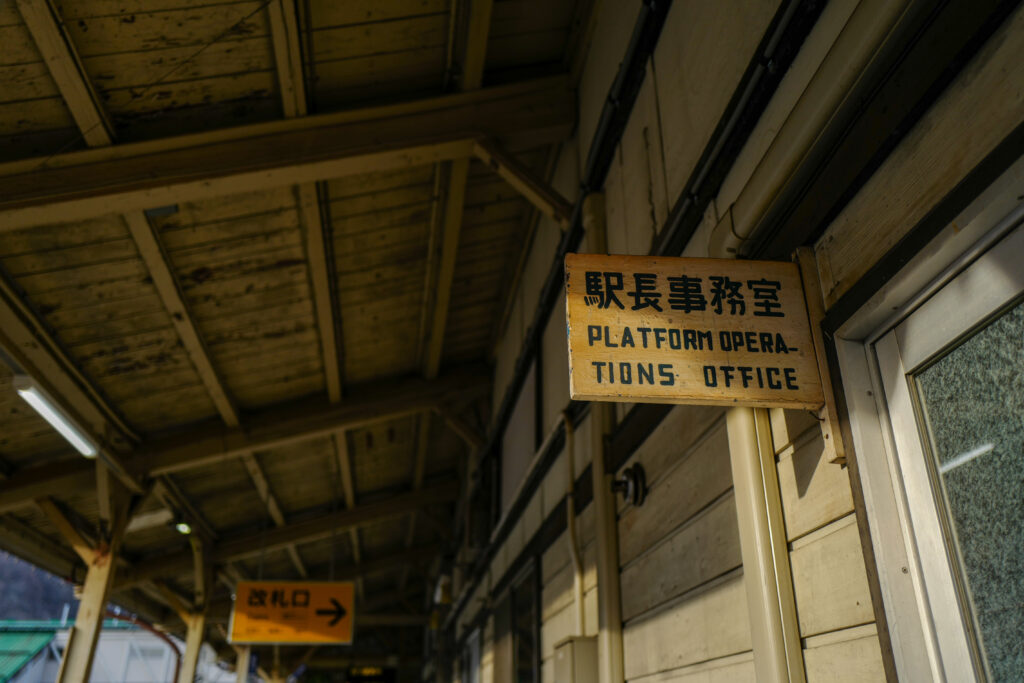 駅長事務室
PLATFORM OPERA-
TIONS OFFICE
改札口 →